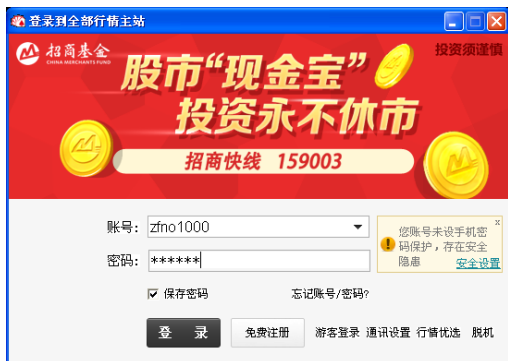 登录到全部行情主站
招商基金
CHINA MERCHANTS FUND
投资须谨慎
股市“现金宝”
投资永不休市
招商快线 159003
账号: zfno1000
您账号未设手机密码保护，存在安全隐患 安全设置
x
密码: ******
保存密码 忘记账号/密码?
登 录 免费注册 游客登录 通讯设置 行情优选 脱机